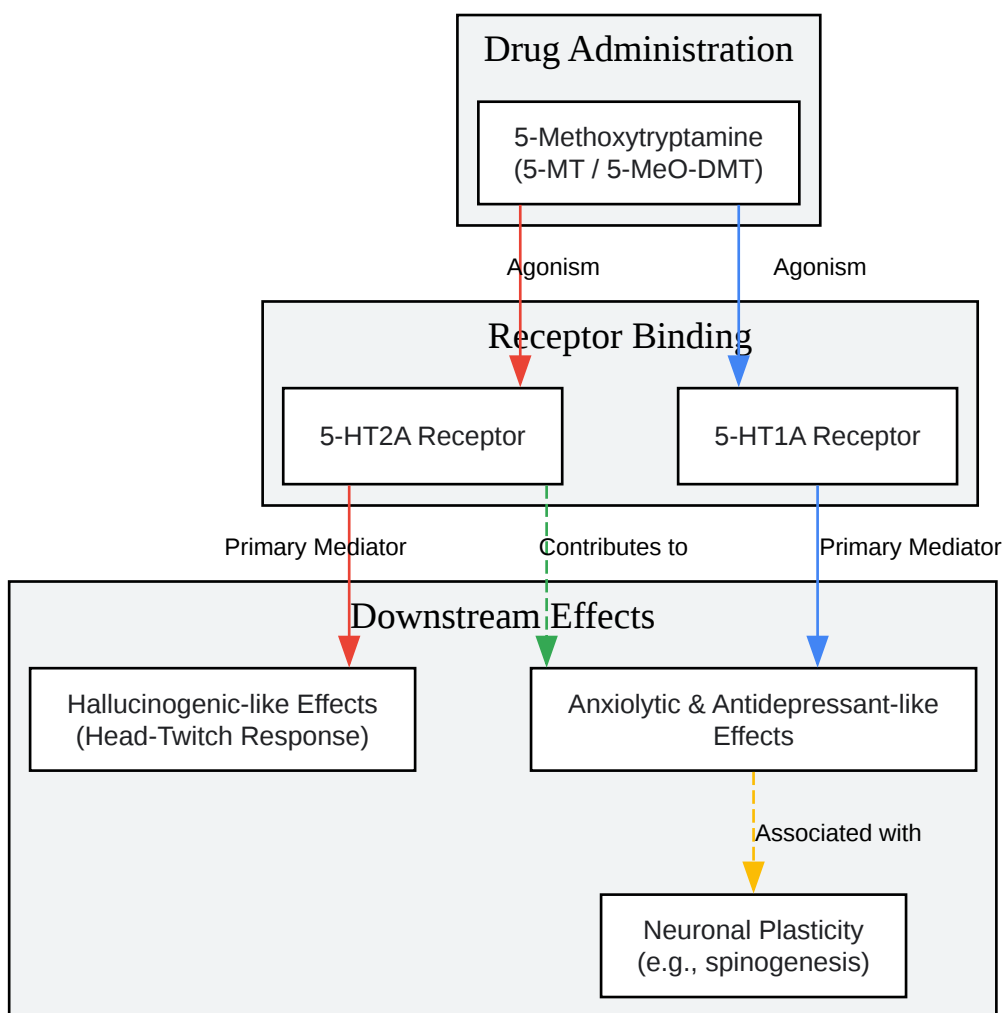 Drug Administration
5-Methoxytryptamine
(5-MT / 5-MeO-DMT)
Agonism
Agonism
Receptor Binding
5-HT2A Receptor
5-HT1A Receptor
Primary Mediator
Contributes to
Primary Mediator
Downstream Effects
Hallucinogenic-like Effects
(Head-Twitch Response)
Anxiolytic & Antidepressant-like
Effects
Associated with
Neuronal Plasticity
(e.g., spinogenesis)